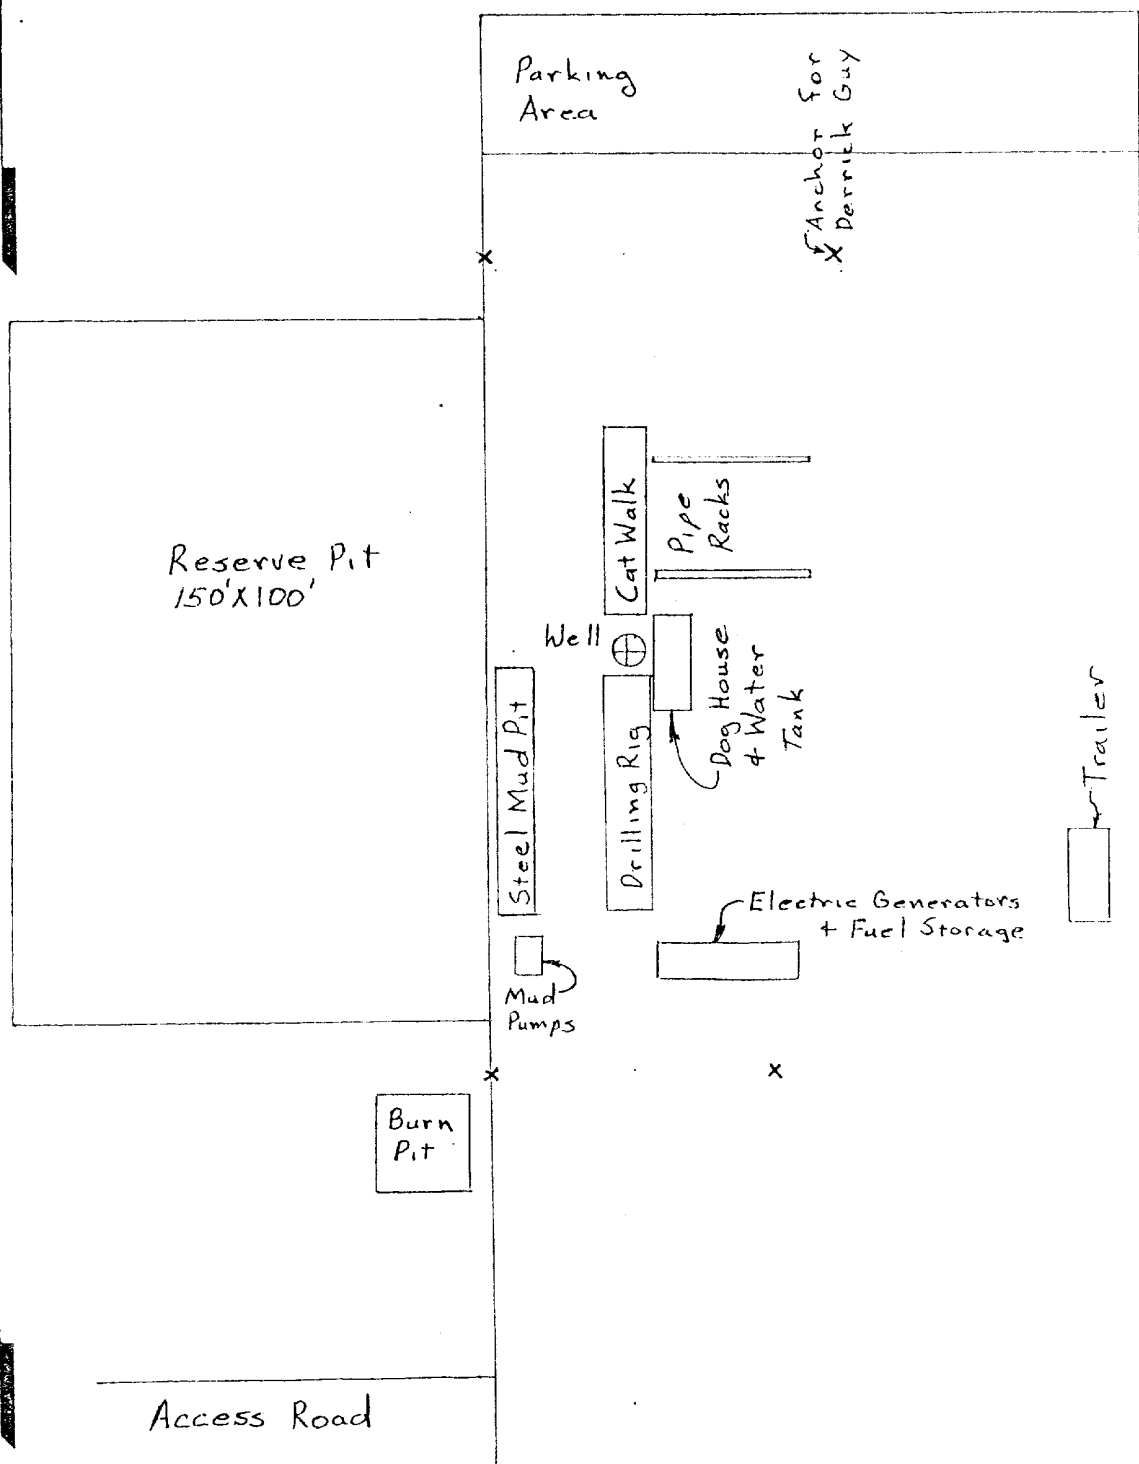 Parking
Area
Anchor for
Derrick Guy
Reserve Pit
150'X100'
Cat Walk
Pipe
Racks
Well
Steel Mud Pit
Drilling Rig
Dog House
+ Water
Tank
Trailer
Electric Generators
+ Fuel Storage
Mud
Pumps
Burn
Pit
Access Road